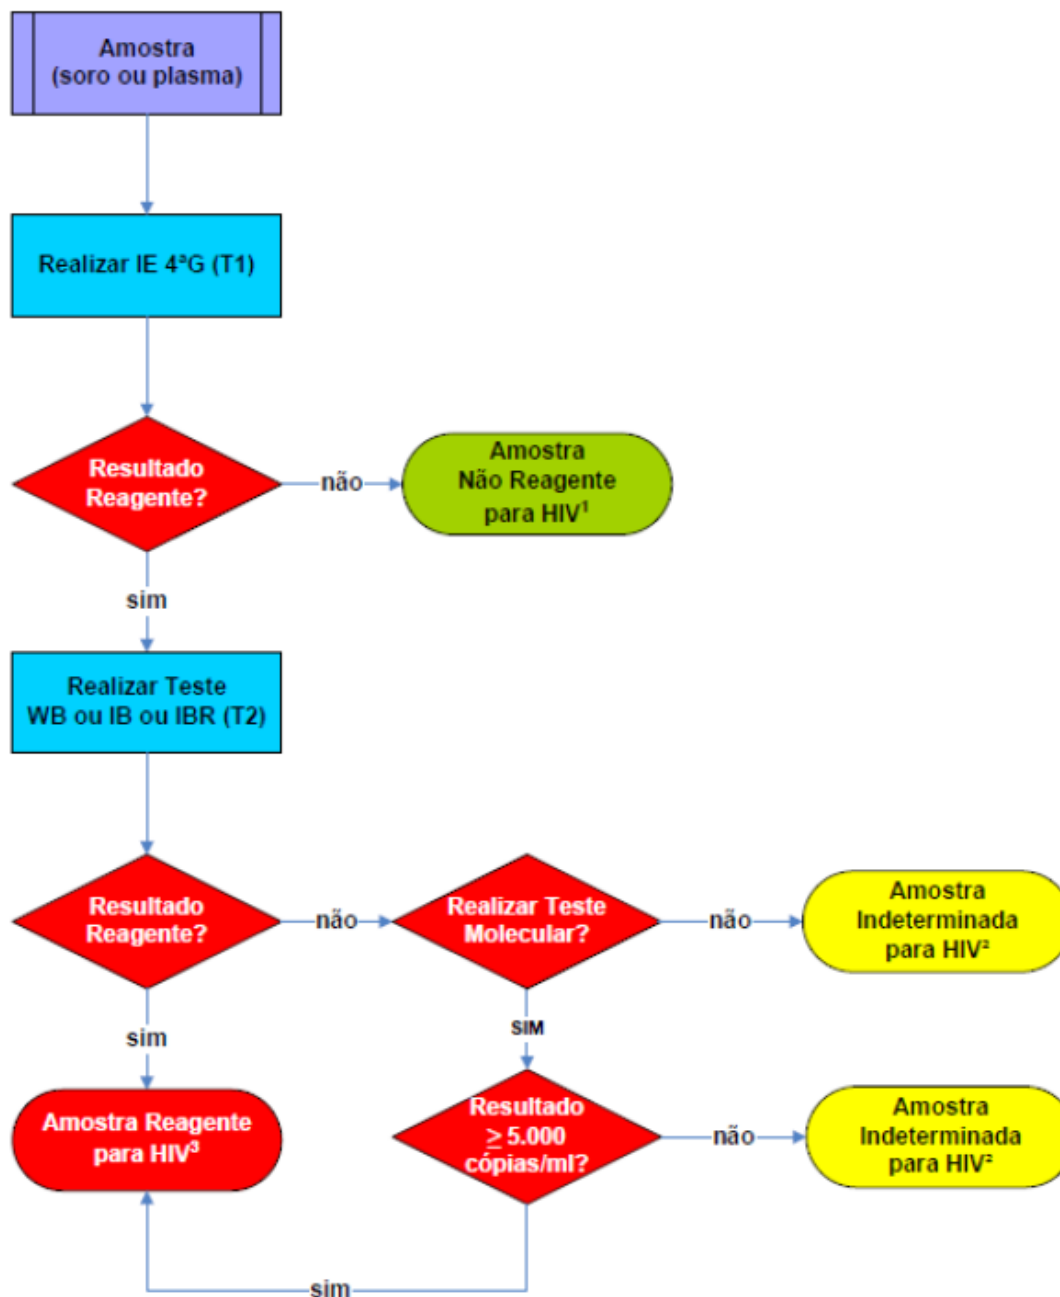 Amostra
(soro ou plasma)
Realizar IE 4ªG (T1)
Resultado
Reagente?
não
Amostra
Não Reagente
para HIV¹
sim
Realizar Teste
WB ou IB ou IBR (T2)
Resultado
Reagente?
não
Realizar Teste
Molecular?
não
Amostra
Indeterminada
para HIV²
sim
SIM
Amostra Reagente
para HIV³
Resultado
≥ 5.000
cópias/ml?
não
Amostra
Indeterminada
para HIV²
sim